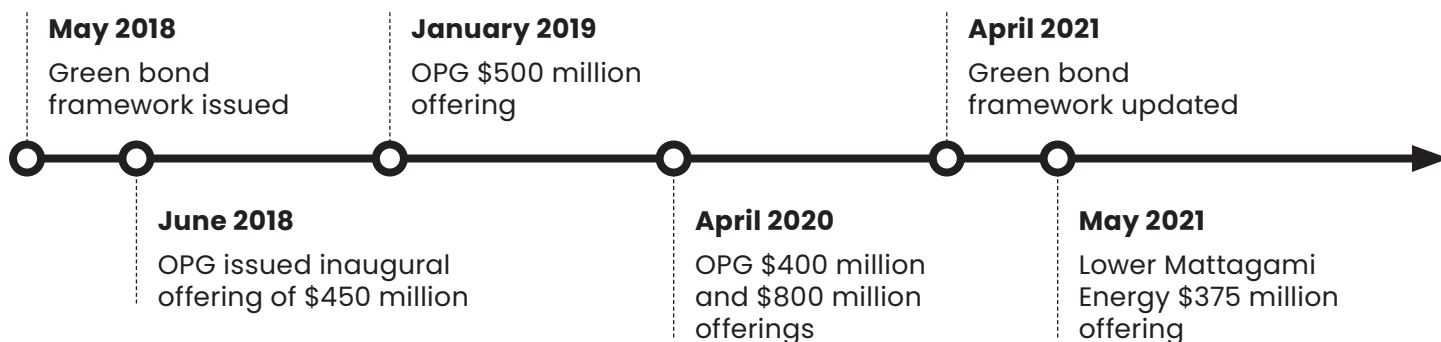 May 2018
Green bond
framework issued
June 2018
OPG issued inaugural
offering of $450 million
January 2019
OPG $500 million
offering
April 2020
OPG $400 million
and $800 million
offerings
April 2021
Green bond
framework updated
May 2021
Lower Mattagami
Energy $375 million
offering